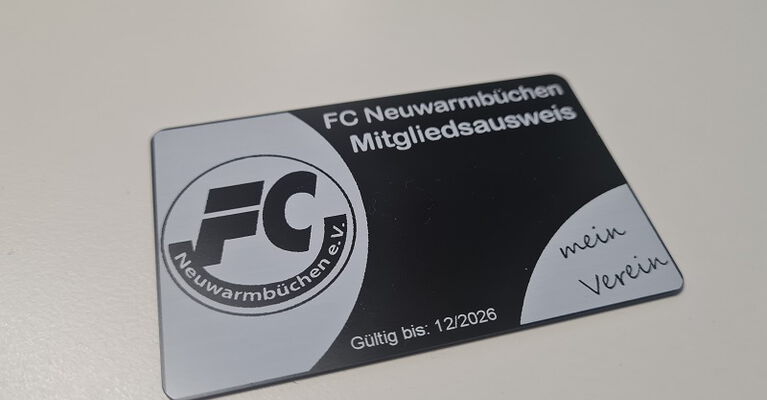 FC Neuwarmbüchen
Mitgliedsausweis
FC
Neuwarmbüchen e.V.
mein
Verein
Gültig bis: 12/2026